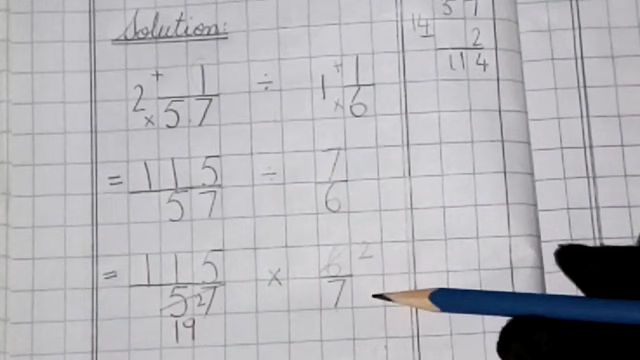 Solution:
57
14
2
114
2 + 1/57 ÷ 1 + 1/6
× ×
= 115/57 ÷ 7/6
= 115/57 × 6/7 2
19